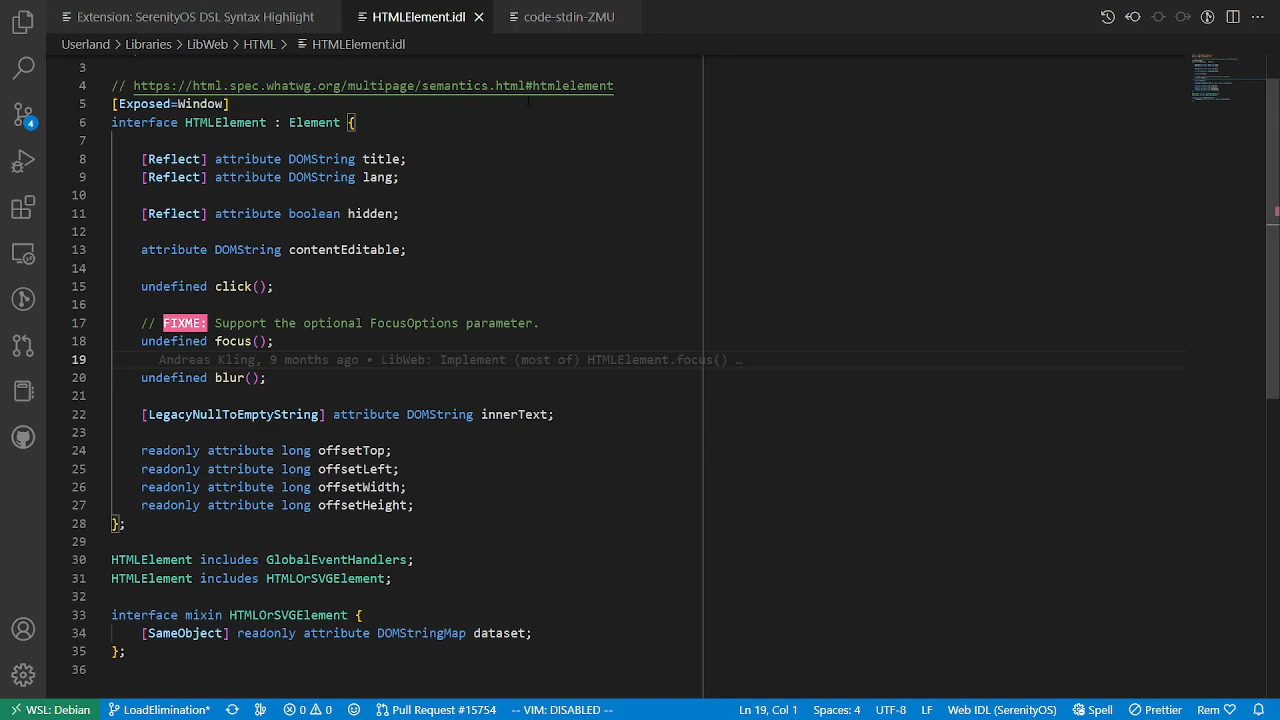 Extension: SerenityOS DSL Syntax Highlight
HTMLElement.idl
code-stdin-ZMU
Userland > Libraries > LibWeb > HTML > HTMLElement.idl
3
4 // https://html.spec.whatwg.org/multipage/semantics.html#htmlelement
5 [Exposed=Window]
6 interface HTMLElement : Element {
7
8 [Reflect] attribute DOMString title;
9 [Reflect] attribute DOMString lang;
10
11 [Reflect] attribute boolean hidden;
12
13 attribute DOMString contentEditable;
14
15 undefined click();
16
17 // FIXME: Support the optional FocusOptions parameter.
18 undefined focus();
19 Andreas Kling, 9 months ago • LibWeb: Implement (most of) HTMLElement.focus() …
20 undefined blur();
21
22 [LegacyNullToEmptyString] attribute DOMString innerText;
23
24 readonly attribute long offsetTop;
25 readonly attribute long offsetLeft;
26 readonly attribute long offsetWidth;
27 readonly attribute long offsetHeight;
28 };
29
30 HTMLElement includes GlobalEventHandlers;
31 HTMLElement includes HTMLOrSVGElement;
32
33 interface mixin HTMLOrSVGElement {
34 [SameObject] readonly attribute DOMStringMap dataset;
35 };
36
4
WSL: Debian
LoadElimination*
0
0
Pull Request #15754
-- VIM: DISABLED --
Ln 19, Col 1
Spaces: 4
UTF-8
LF
Web IDL (SerenityOS)
Spell
Prettier
Rem